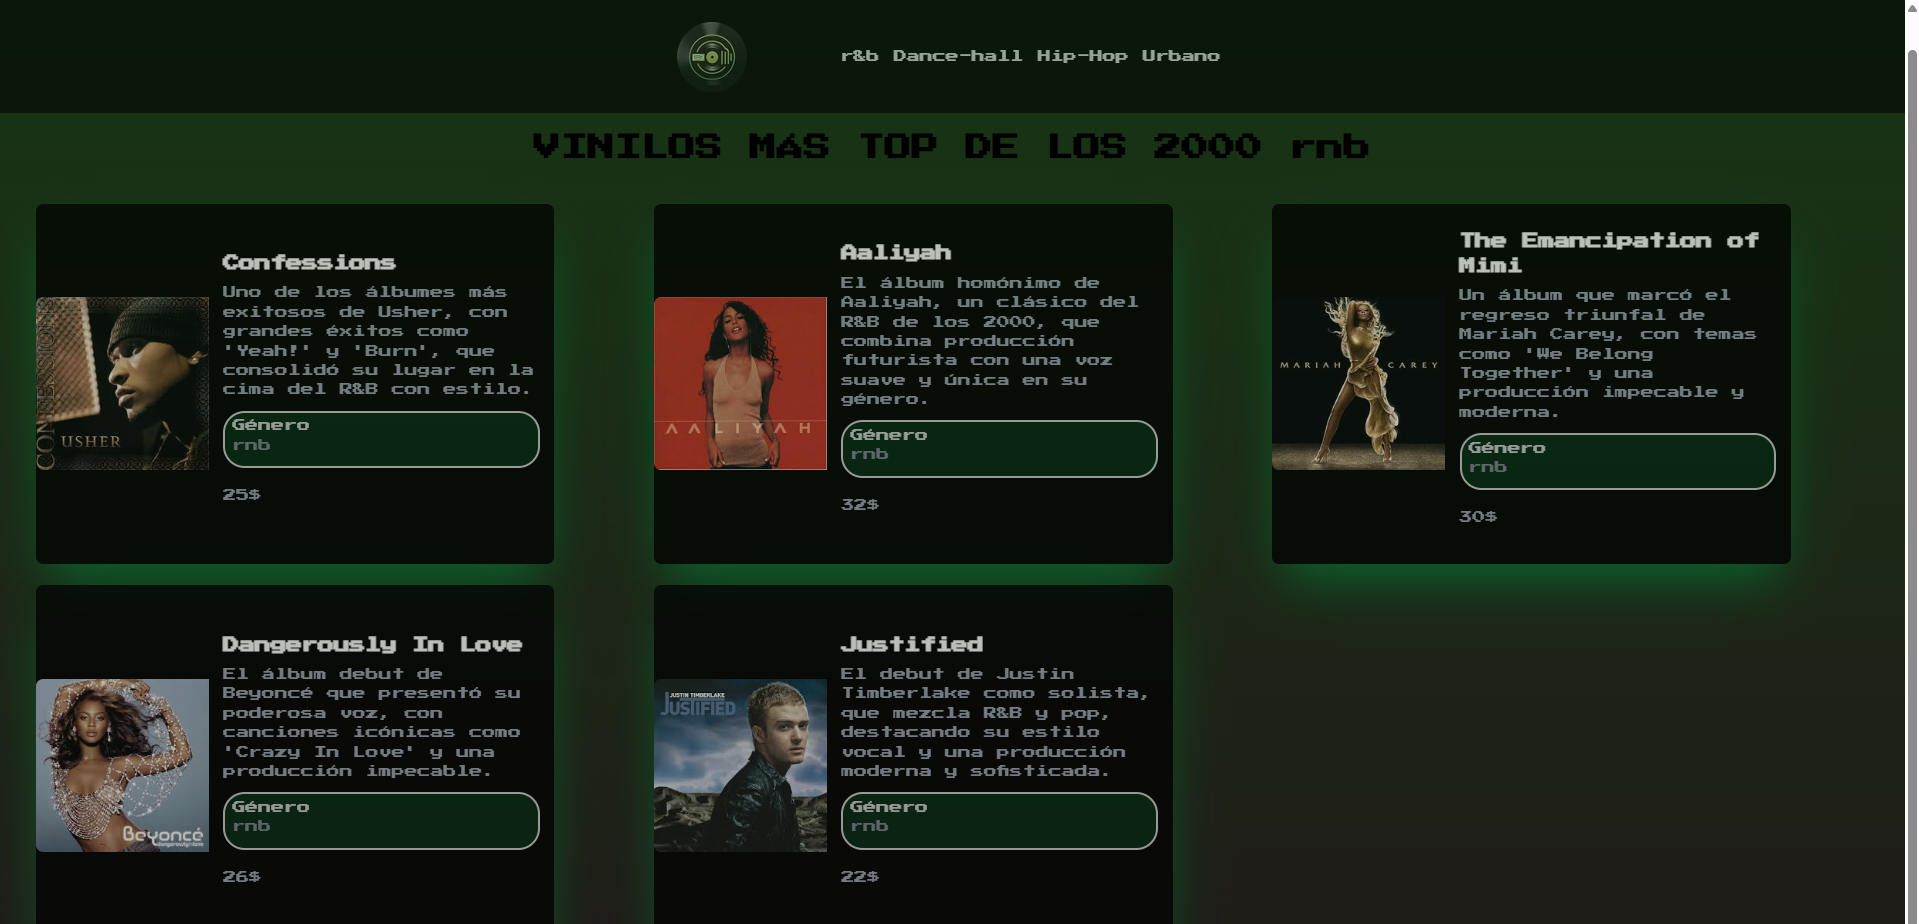 r&b Dance-hall Hip-Hop Urbano
VINILOS MáS TOP DE LOS 2000 rnb
CONFESSIONS
USHER
Confessions
Uno de los álbumes más
exitosos de Usher, con
grandes éxitos como
'Yeah!' y 'Burn', que
consolidó su lugar en la
cima del R&B con estilo.
Género
rnb
25$
AALIYAH
Aaliyah
El álbum homónimo de
Aaliyah, un clásico del
R&B de los 2000, que
combina producción
futurista con una voz
suave y única en su
género.
Género
rnb
32$
MARIAH CAREY
The Emancipation of
Mimi
Un álbum que marcó el
regreso triunfal de
Mariah Carey, con temas
como 'We Belong
Together' y una
producción impecable y
moderna.
Género
rnb
30$
Beyoncé
dangerously in love
Dangerously In Love
El álbum debut de
Beyoncé que presentó su
poderosa voz, con
canciones icónicas como
'Crazy In Love' y una
producción impecable.
Género
rnb
26$
JUSTIN TIMBERLAKE
JUSTIFIED
Justified
El debut de Justin
Timberlake como solista,
que mezcla R&B y pop,
destacando su estilo
vocal y una producción
moderna y sofisticada.
Género
rnb
22$